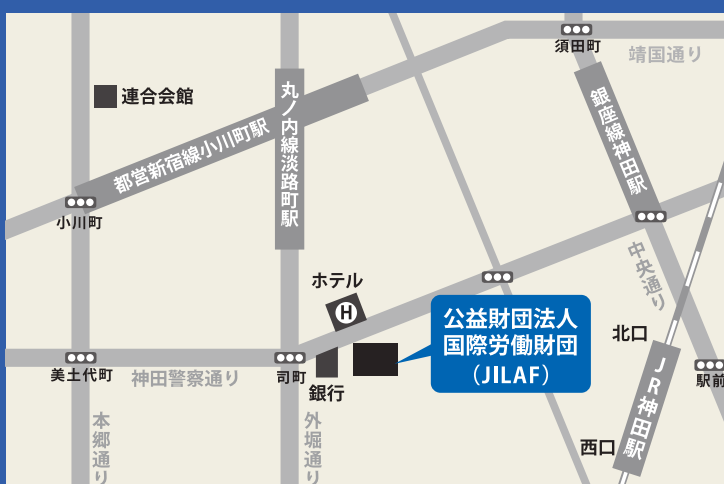 須田町
靖国通り
連合会館
丸ノ内線淡路町駅
都営新宿線小川町駅
銀座線神田駅
小川町
中央通り
ホテル
H
公益財団法人
国際労働財団
（JILAF）
北口
JR神田駅
駅前
美土代町
神田警察通り
司町
銀行
本郷通り
外堀通り
西口